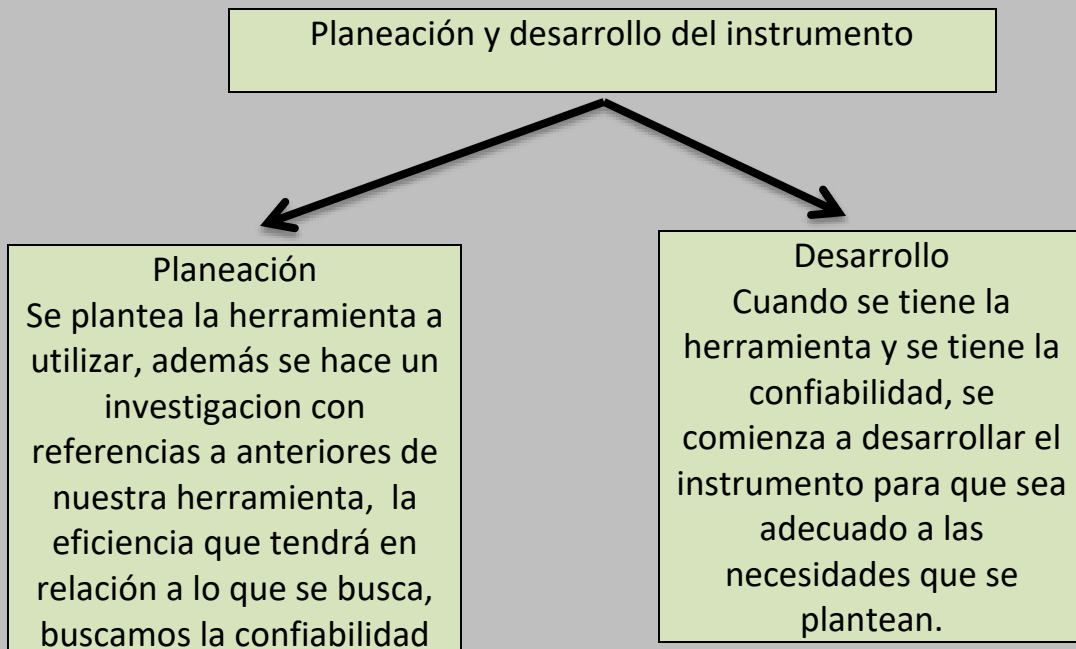 Planeación y desarrollo del instrumento
Planeación
Se plantea la herramienta a
utilizar, además se hace un
investigacion con
referencias a anteriores de
nuestra herramienta,  la
eficiencia que tendrá en
relación a lo que se busca,
buscamos la confiabilidad
Desarrollo
Cuando se tiene la
herramienta y se tiene la
confiabilidad, se
comienza a desarrollar el
instrumento para que sea
adecuado a las
necesidades que se
plantean.